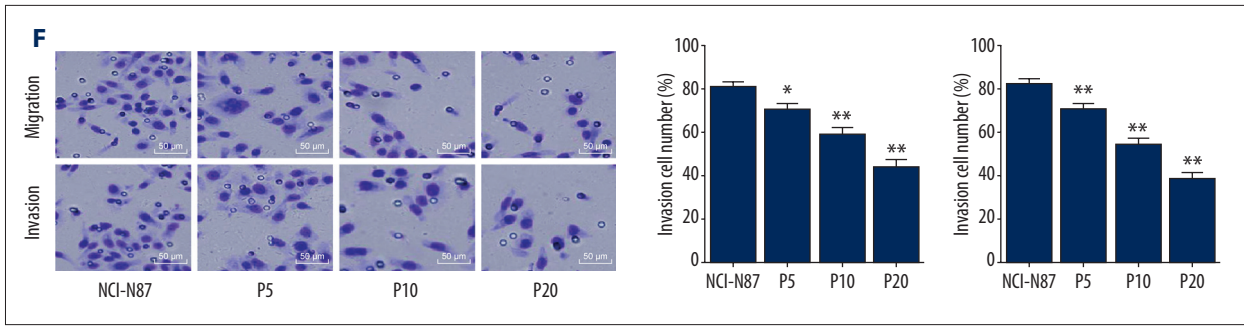 F
Migration
50 µm 50 µm 50 µm 50 µm
Invasion
50 µm 50 µm 50 µm 50 µm
NCI-N87 P5 P10 P20
Invasion cell number (%)
100
80
60
40
20
0
* ** **
NCI-N87 P5 P10 P20
Invasion cell number (%)
100
80
60
40
20
0
** ** **
NCI-N87 P5 P10 P20